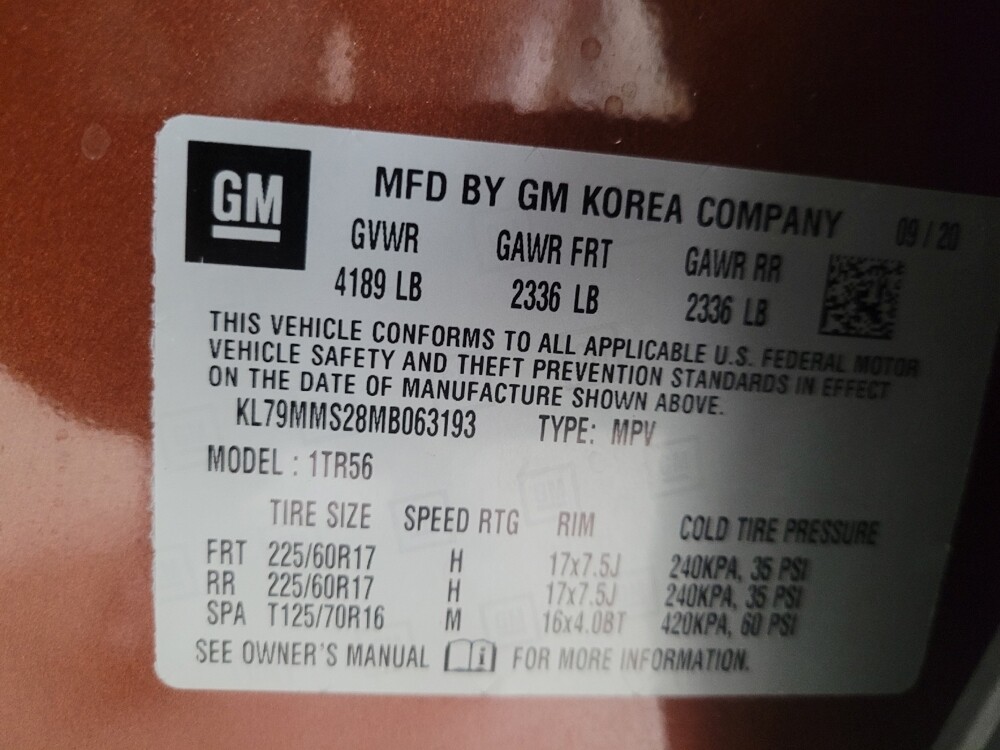 GM
MFD BY GM KOREA COMPANY 09 / 20
GVWR GAWR FRT GAWR RR
4189 LB 2336 LB 2336 LB
THIS VEHICLE CONFORMS TO ALL APPLICABLE U.S. FEDERAL MOTOR
VEHICLE SAFETY AND THEFT PREVENTION STANDARDS IN EFFECT
ON THE DATE OF MANUFACTURE SHOWN ABOVE.
KL79MMS28MB063193 TYPE: MPV
MODEL : 1TR56
TIRE SIZE SPEED RTG RIM COLD TIRE PRESSURE
FRT 225/60R17 H 17x7.5J 240KPA, 35 PSI
RR 225/60R17 H 17x7.5J 240KPA, 35 PSI
SPA T125/70R16 M 16x4.0BT 420KPA, 60 PSI
SEE OWNER'S MANUAL i FOR MORE INFORMATION.